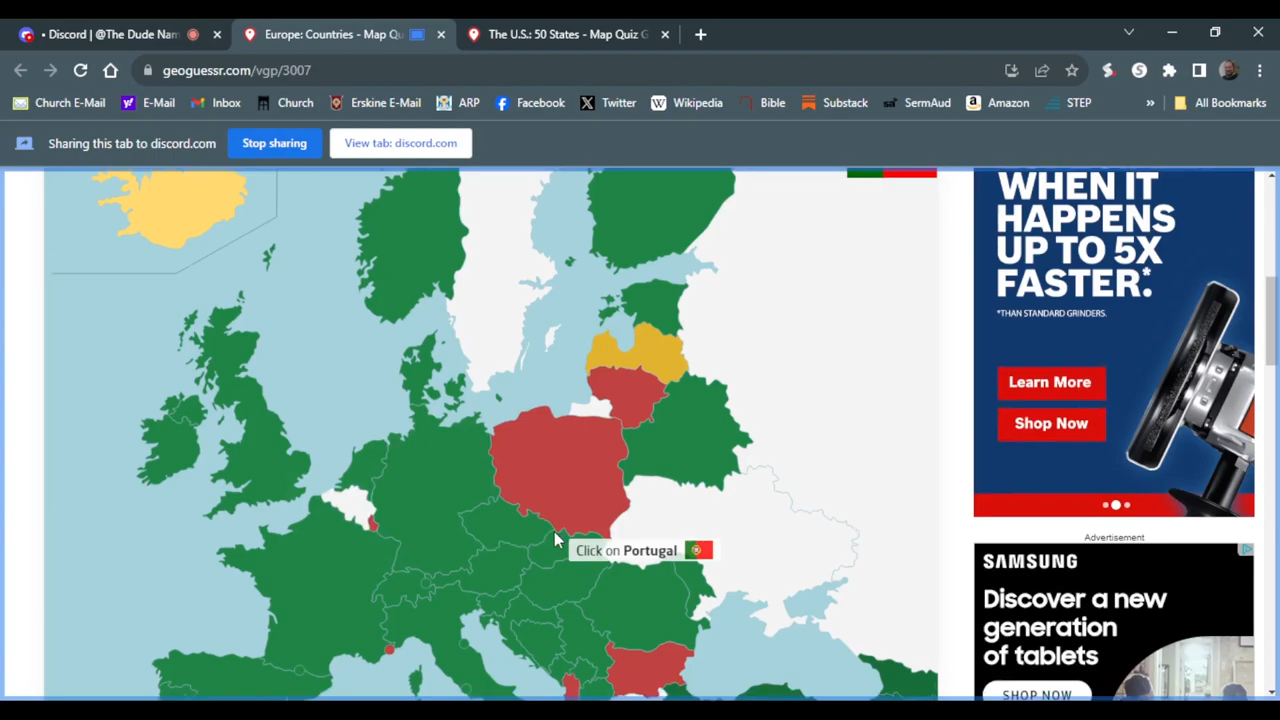 • Discord | @The Dude Nam
Europe: Countries - Map Qu
The U.S.: 50 States - Map Quiz G
geoguessr.com/vgp/3007
Church E-Mail
E-Mail
Inbox
Church
Erskine E-Mail
ARP
Facebook
Twitter
Wikipedia
Bible
Substack
SermAud
Amazon
STEP
»
All Bookmarks
Sharing this tab to discord.com
Stop sharing
View tab: discord.com
WHEN IT
HAPPENS
UP TO 5X
FASTER.*
*THAN STANDARD GRINDERS.
Learn More
Shop Now
Click on Portugal
Advertisement
SAMSUNG
Discover a new
generation
of tablets
SHOP NOW